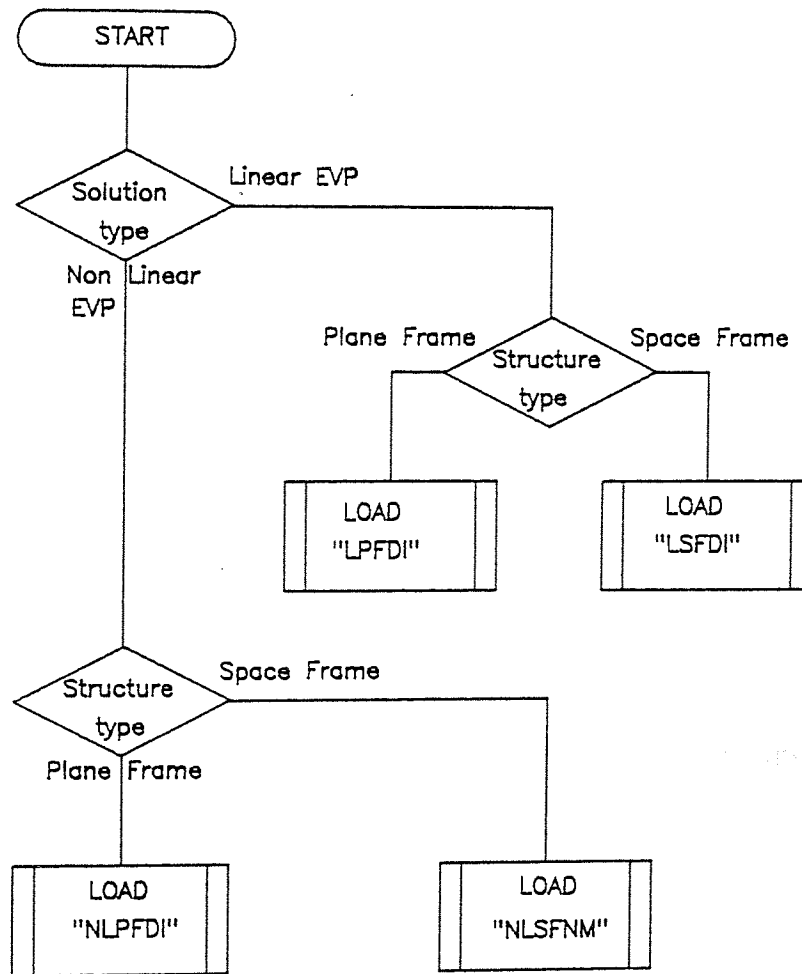 START
Linear EVP
Solution
type
Non Linear
EVP
Plane Frame
Space Frame
Structure
type
LOAD
"LPFDI"
LOAD
"LSFDI"
Space Frame
Structure
type
Plane Frame
LOAD
"NLPFDI"
LOAD
"NLSFNM"